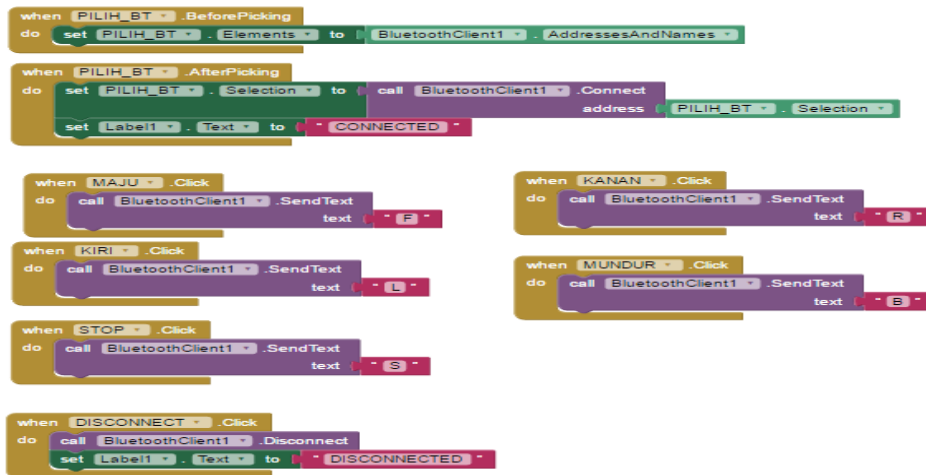 when PILIH_BT .BeforePicking
do set PILIH_BT . Elements to BluetoothClient1 . AddressesAndNames
when PILIH_BT .AfterPicking
do set PILIH_BT . Selection to call BluetoothClient1 .Connect
address PILIH_BT . Selection
set Label1 . Text to " CONNECTED "
when MAJU .Click
do call BluetoothClient1 .SendText
text " F "
when KANAN .Click
do call BluetoothClient1 .SendText
text " R "
when KIRI .Click
do call BluetoothClient1 .SendText
text " L "
when MUNDUR .Click
do call BluetoothClient1 .SendText
text " B "
when STOP .Click
do call BluetoothClient1 .SendText
text " S "
when DISCONNECT .Click
do call BluetoothClient1 .Disconnect
set Label1 . Text to " DISCONNECTED "